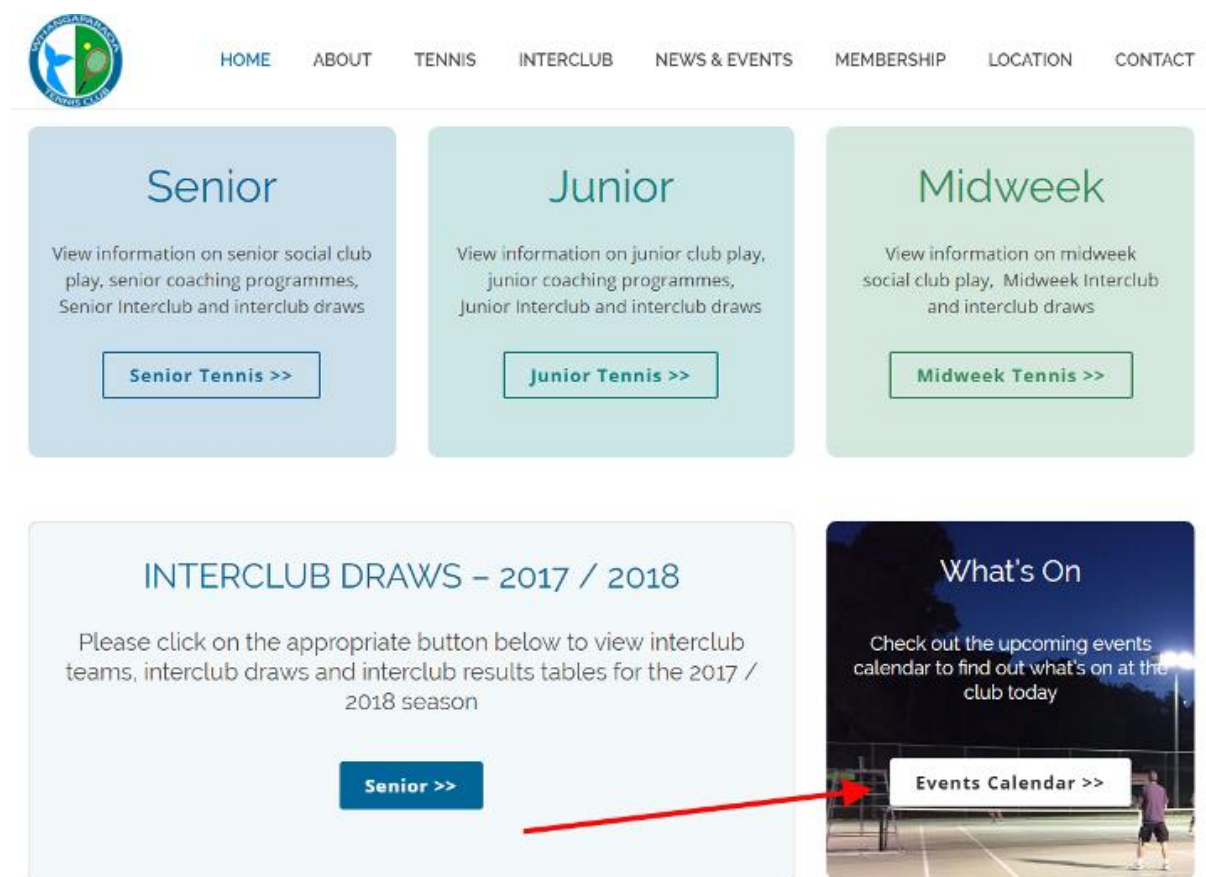 WHANGAPARAOA
TENNIS CLUB
HOME ABOUT TENNIS INTERCLUB NEWS & EVENTS MEMBERSHIP LOCATION CONTACT
Senior
View information on senior social club
play, senior coaching programmes,
Senior Interclub and interclub draws
Senior Tennis >>
Junior
View information on junior club play,
junior coaching programmes,
Junior Interclub and interclub draws
Junior Tennis >>
Midweek
View information on midweek
social club play, Midweek Interclub
and interclub draws
Midweek Tennis >>
INTERCLUB DRAWS – 2017 / 2018
Please click on the appropriate button below to view interclub
teams, interclub draws and interclub results tables for the 2017 /
2018 season
Senior >>
What's On
Check out the upcoming events
calendar to find out what's on at the
club today
Events Calendar >>